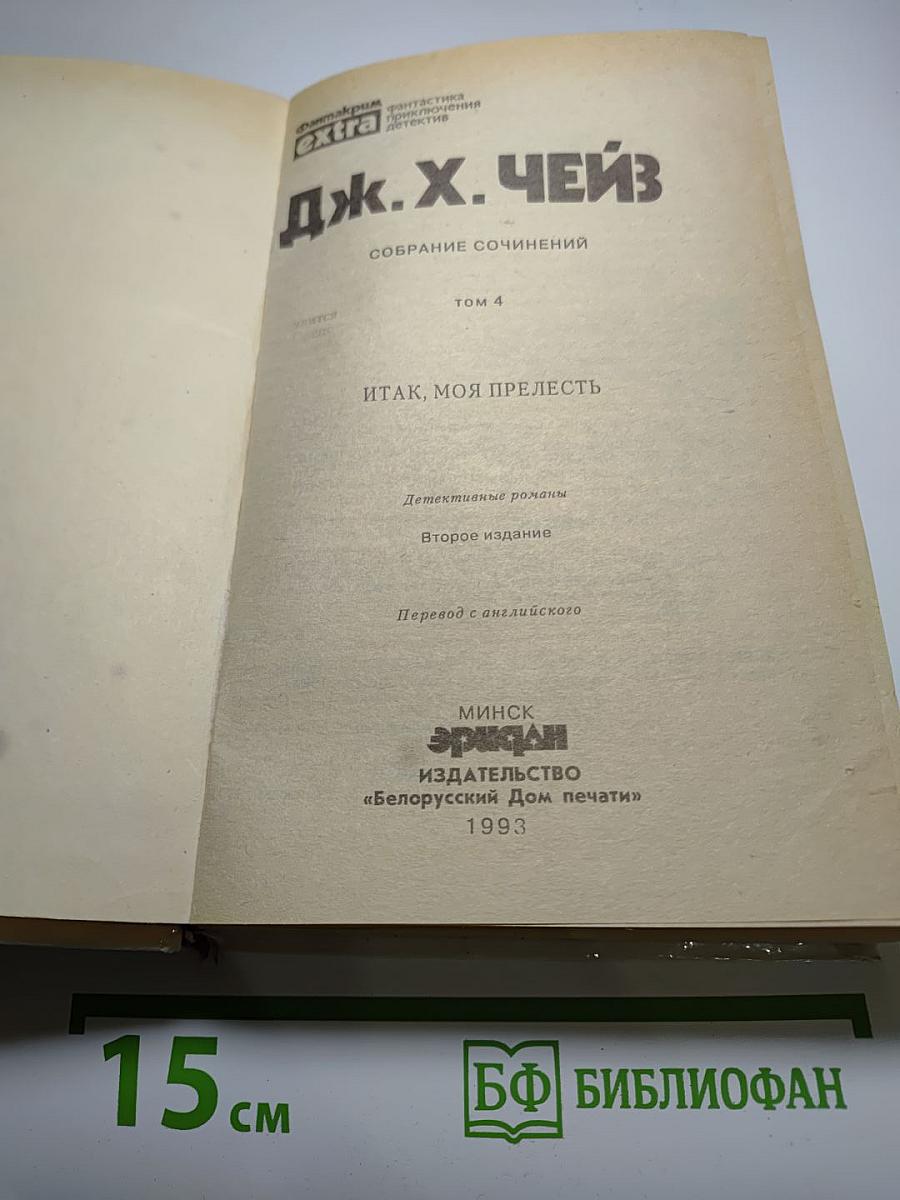 Фантакрим
extra
фантастика
приключения
детектив
Дж. Х. ЧЕЙЗ
СОБРАНИЕ СОЧИНЕНИЙ
ТОМ 4
ИТАК, МОЯ ПРЕЛЕСТЬ
Детективные романы
Второе издание
Перевод с английского
МИНСК
ЭРИДАН
ИЗДАТЕЛЬСТВО
«Белорусский Дом печати»
1993
15 см
БФ БИБЛИОФАН